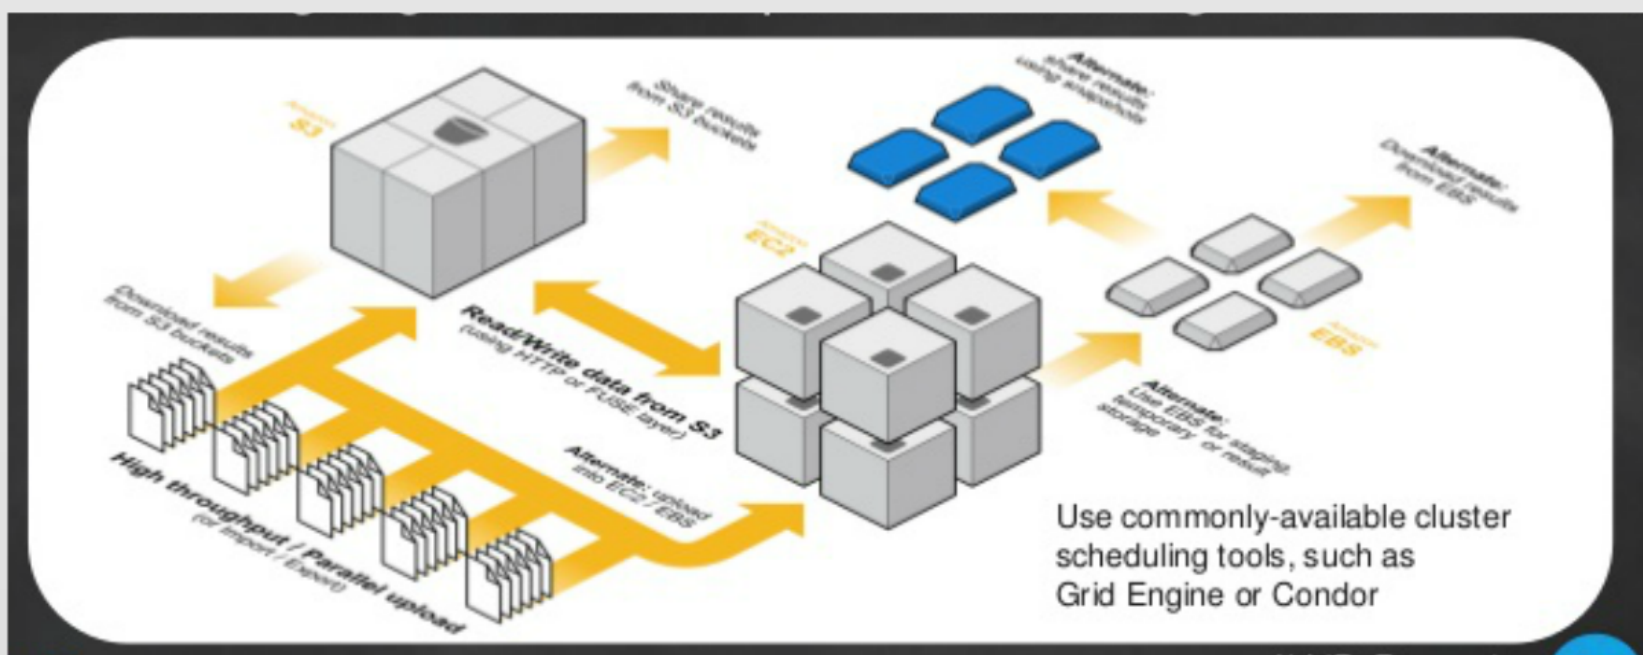 Amazon
S3
Share results
from S3 buckets
Alternate:
share results
using snapshots
Alternate:
Download results
from EBS
Amazon
EC2
Download results
from S3 buckets
Read/Write data from S3
(using HTTP or FUSE layer)
Amazon
EBS
Alternate:
Use EBS for staging,
temporary or result
storage
Alternate: upload
into EC2 / EBS
High throughput / Parallel upload
(or Import / Export)
Use commonly-available cluster
scheduling tools, such as
Grid Engine or Condor